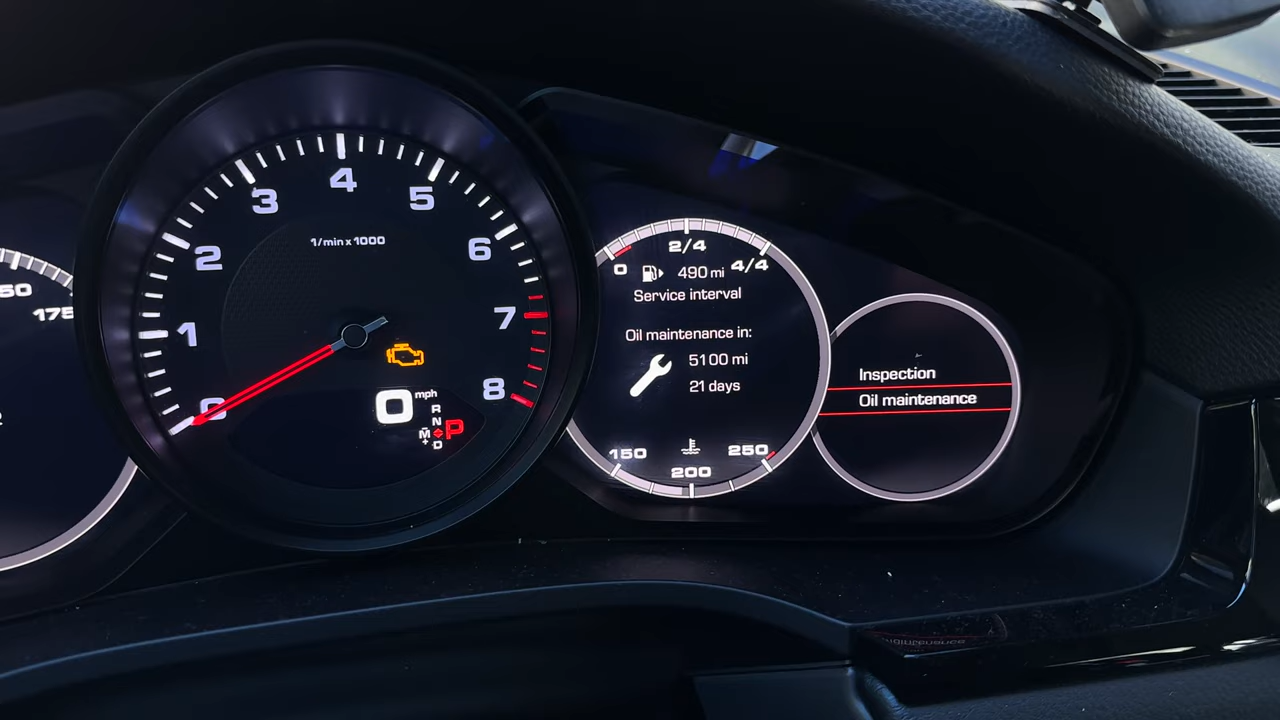 50
175
1/min x 1000
0
1
2
3
4
5
6
7
8
0 mph
R
N
M
P
D
0
2/4
4/4
490 mi
Service interval
Oil maintenance in:
5100 mi
21 days
150
200
250
Inspection
Oil maintenance